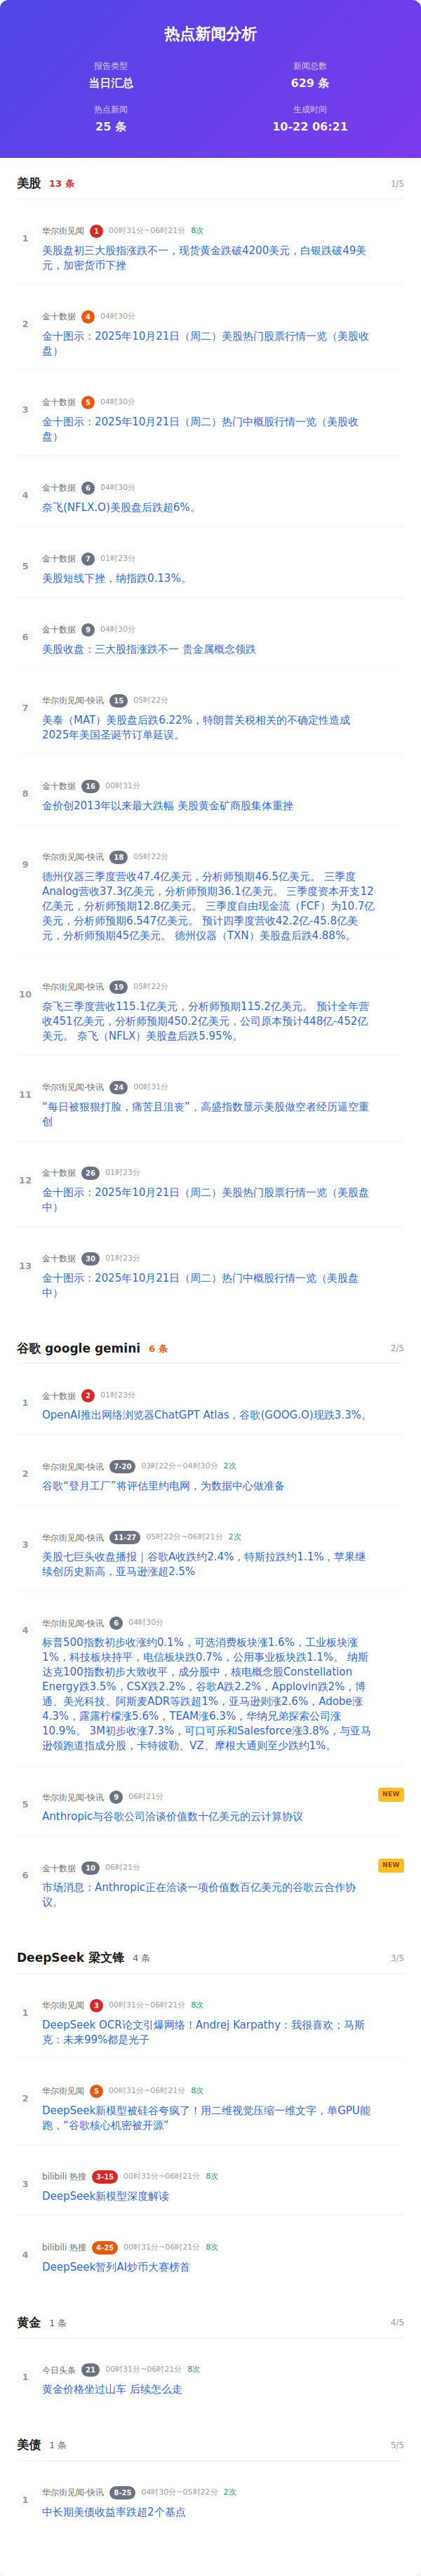 热点新闻分析
报告类型
新闻总数
当日汇总
629 条
热点新闻
生成时间
25 条
10-22 06:21
美股 13 条 1/5
1
华尔街见闻 1 00时31分~06时21分 8次
美股盘初三大股指涨跌不一，现货黄金跌破4200美元，白银跌破49美
元，加密货币下挫
2
金十数据 4 04时30分
金十图示：2025年10月21日（周二）美股热门股票行情一览（美股收
盘）
3
金十数据 5 04时30分
金十图示：2025年10月21日（周二）热门中概股行情一览（美股收
盘）
4
金十数据 6 04时30分
奈飞(NFLX.O)美股盘后跌超6%。
5
金十数据 7 01时23分
美股短线下挫，纳指跌0.13%。
6
金十数据 9 04时30分
美股收盘：三大股指涨跌不一 贵金属概念领跌
7
华尔街见闻-快讯 15 05时22分
美泰（MAT）美股盘后跌6.22%，特朗普关税相关的不确定性造成
2025年美国圣诞节订单延误。
8
金十数据 16 00时31分
金价创2013年以来最大跌幅 美股黄金矿商股集体重挫
9
华尔街见闻-快讯 18 05时22分
德州仪器三季度营收47.4亿美元，分析师预期46.5亿美元。 三季度
Analog营收37.3亿美元，分析师预期36.1亿美元。 三季度资本开支12
亿美元，分析师预期12.8亿美元。 三季度自由现金流（FCF）为10.7亿
美元，分析师预期6.547亿美元。 预计四季度营收42.2亿-45.8亿美
元，分析师预期45亿美元。 德州仪器（TXN）美股盘后跌4.88%。
10
华尔街见闻-快讯 19 05时22分
奈飞三季度营收115.1亿美元，分析师预期115.2亿美元。 预计全年营
收451亿美元，分析师预期450.2亿美元，公司原本预计448亿-452亿
美元。 奈飞（NFLX）美股盘后跌5.95%。
11
华尔街见闻-快讯 24 00时31分
“每日被狠狠打脸，痛苦且沮丧”，高盛指数显示美股做空者经历逼空重
创
12
金十数据 26 01时23分
金十图示：2025年10月21日（周二）美股热门股票行情一览（美股盘
中）
13
金十数据 30 01时23分
金十图示：2025年10月21日（周二）热门中概股行情一览（美股盘
中）
谷歌 google gemini 6 条 2/5
1
金十数据 2 01时23分
OpenAI推出网络浏览器ChatGPT Atlas，谷歌(GOOG.O)现跌3.3%。
2
华尔街见闻-快讯 7-20 03时22分~04时30分 2次
谷歌“登月工厂”将评估里约电网，为数据中心做准备
3
华尔街见闻-快讯 11-27 05时22分~06时21分 2次
美股七巨头收盘播报｜谷歌A收跌约2.4%，特斯拉跌约1.1%，苹果继
续创历史新高，亚马逊涨超2.5%
4
华尔街见闻-快讯 6 04时30分
标普500指数初步收涨约0.1%，可选消费板块涨1.6%，工业板块涨
1%，科技板块持平，电信板块跌0.7%，公用事业板块跌1.1%。 纳斯
达克100指数初步大致收平，成分股中，核电概念股Constellation
Energy跌3.5%，CSX跌2.2%，谷歌A跌2.2%，Applovin跌2%，博
通、美光科技、阿斯麦ADR等跌超1%，亚马逊则涨2.6%，Adobe涨
4.3%，露露柠檬涨5.6%，TEAM涨6.3%，华纳兄弟探索公司涨
10.9%。 3M初步收涨7.3%，可口可乐和Salesforce涨3.8%，与亚马
逊领跑道指成分股，卡特彼勒、VZ、摩根大通则至少跌约1%。
5
华尔街见闻-快讯 9 06时21分 NEW
Anthropic与谷歌公司洽谈价值数十亿美元的云计算协议
6
金十数据 10 06时21分 NEW
市场消息：Anthropic正在洽谈一项价值数百亿美元的谷歌云合作协
议。
DeepSeek 梁文锋 4 条 3/5
1
华尔街见闻 3 00时31分~06时21分 8次
DeepSeek OCR论文引爆网络！Andrej Karpathy：我很喜欢；马斯
克：未来99%都是光子
2
华尔街见闻 5 00时31分~06时21分 8次
DeepSeek新模型被硅谷夸疯了！用二维视觉压缩一维文字，单GPU能
跑，“谷歌核心机密被开源”
3
bilibili 热搜 3-15 00时31分~06时21分 8次
DeepSeek新模型深度解读
4
bilibili 热搜 4-25 00时31分~06时21分 8次
DeepSeek暂列AI炒币大赛榜首
黄金 1 条 4/5
1
今日头条 21 00时31分~06时21分 8次
黄金价格坐过山车 后续怎么走
美债 1 条 5/5
1
华尔街见闻-快讯 8-25 04时30分~05时22分 2次
中长期美债收益率跌超2个基点